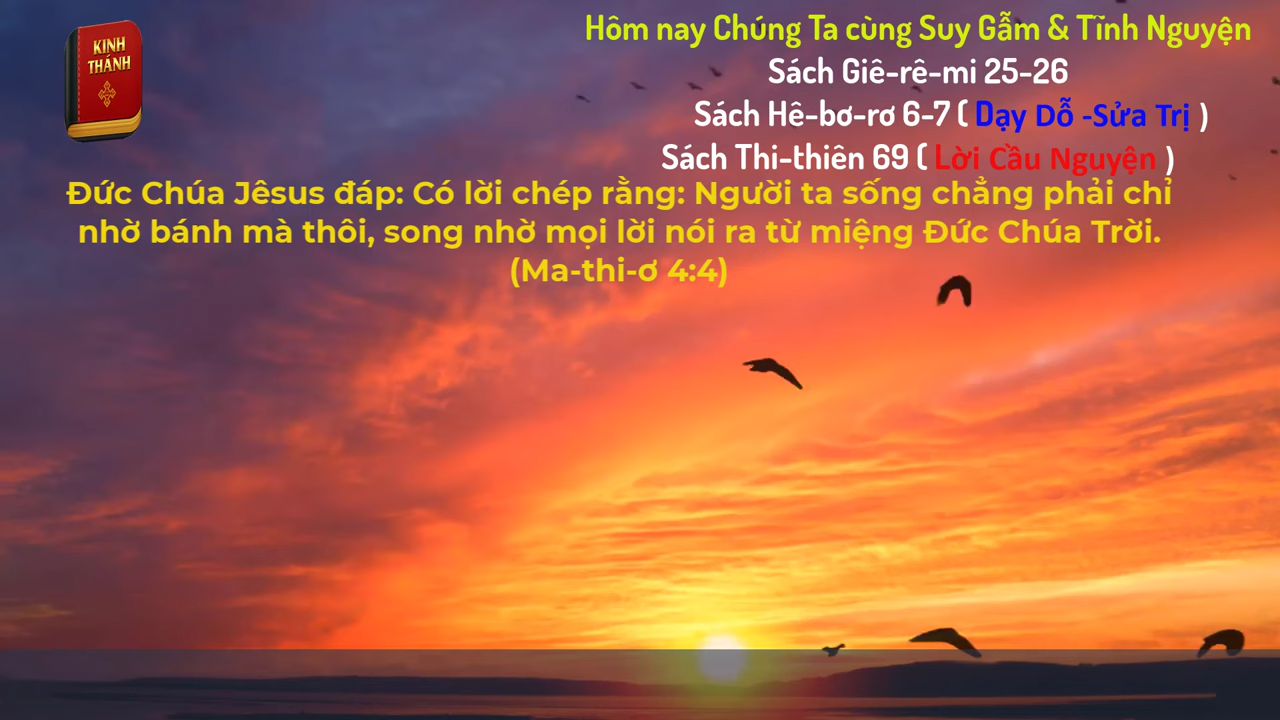 KINH
THÁNH
Hôm nay Chúng Ta cùng Suy Gẫm & Tĩnh Nguyện
Sách Giê-rê-mi 25-26
Sách Hê-bơ-rơ 6-7 ( Dạy Dỗ -Sửa Trị )
Sách Thi-thiên 69 ( Lời Cầu Nguyện )
Đức Chúa Jêsus đáp: Có lời chép rằng: Người ta sống chẳng phải chỉ
nhờ bánh mà thôi, song nhờ mọi lời nói ra từ miệng Đức Chúa Trời.
(Ma-thi-ơ 4:4)